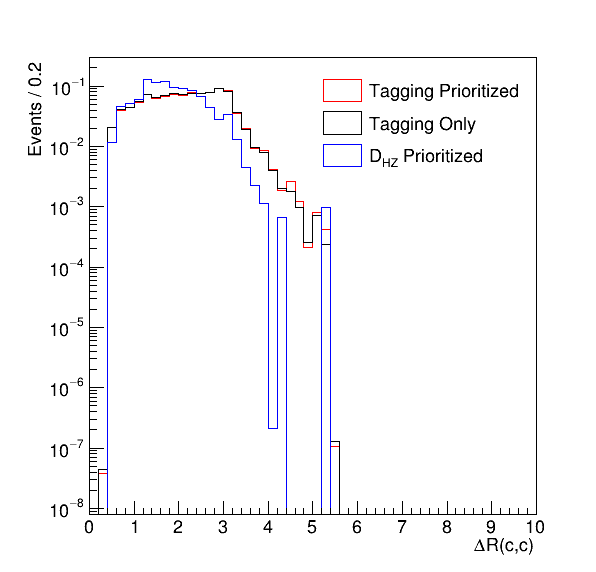 Events / 0.2
10⁻¹
10⁻²
10⁻³
10⁻⁴
10⁻⁵
10⁻⁶
10⁻⁷
10⁻⁸
Tagging Prioritized
Tagging Only
D_HZ Prioritized
0 1 2 3 4 5 6 7 8 9 10
ΔR(c,c)